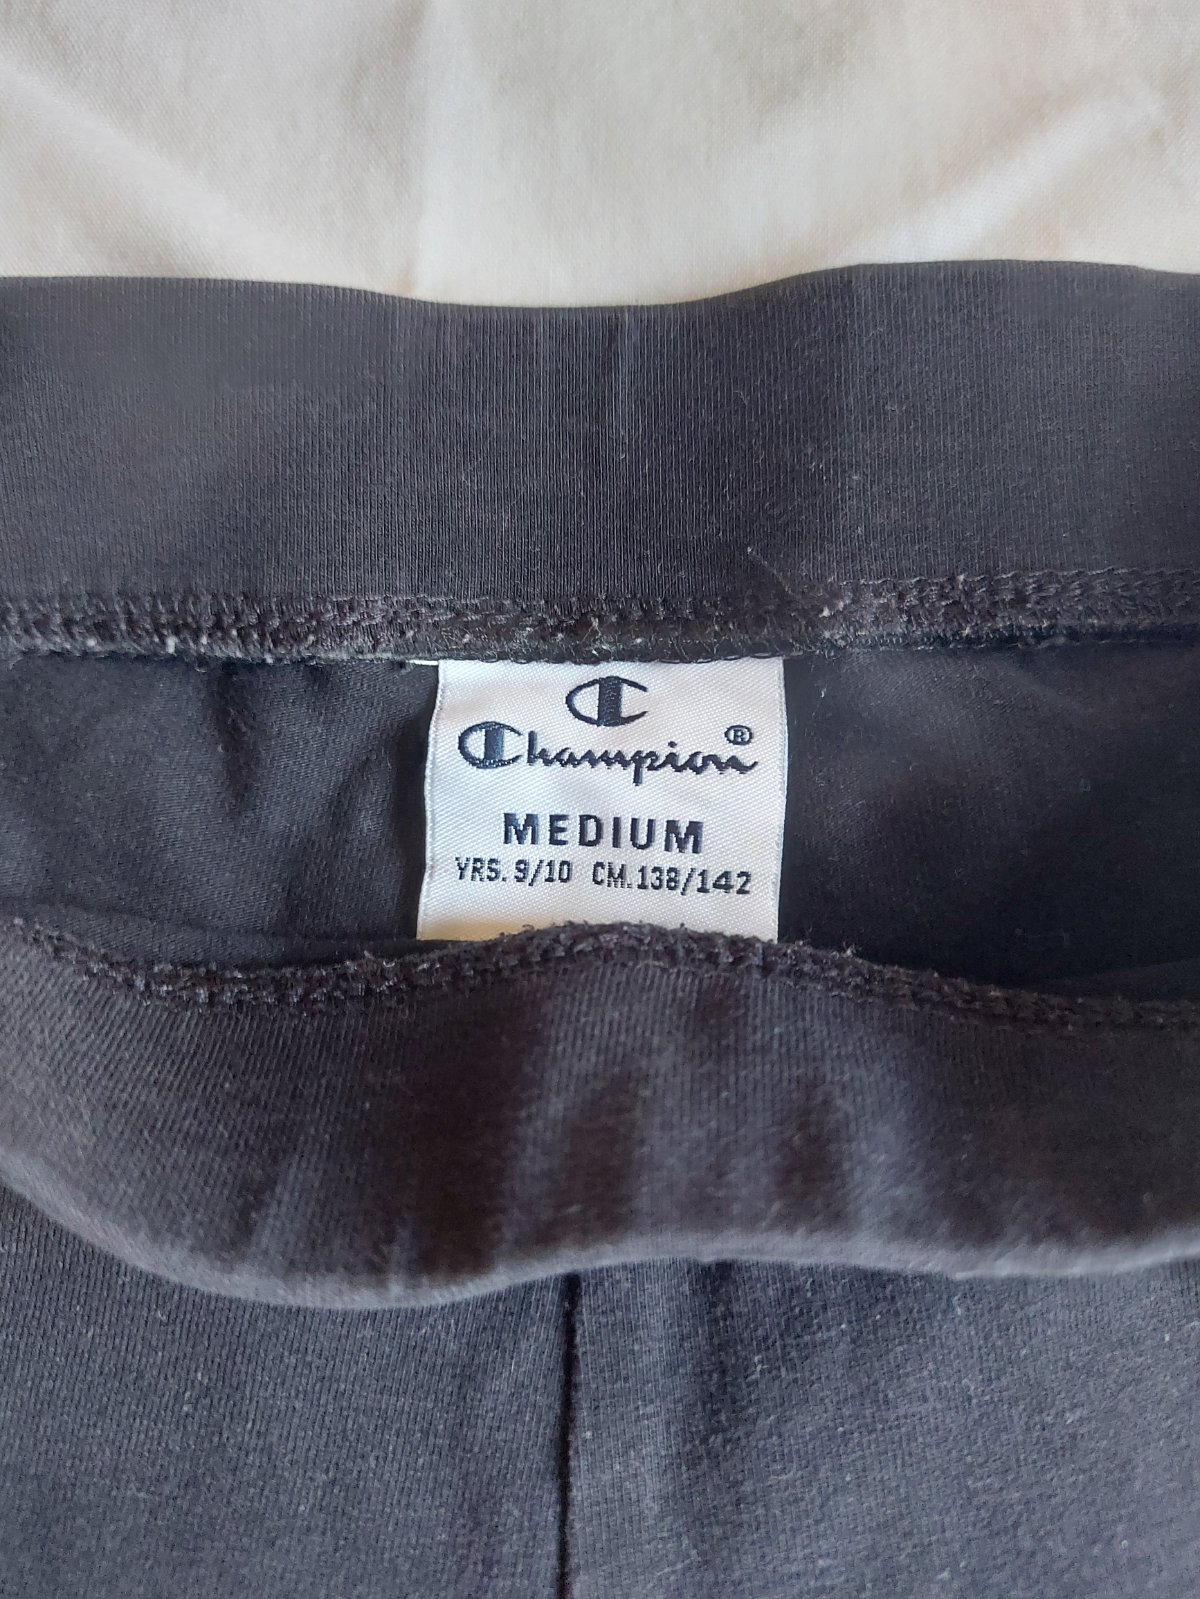 Champion®
MEDIUM
YRS. 9/10 CM. 138/142